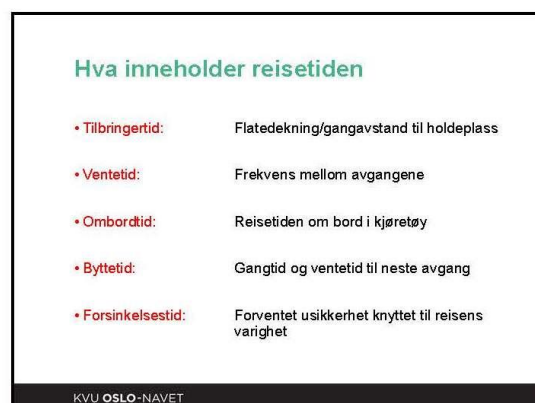 Hva inneholder reisetiden
• Tilbringertid: Flatedekning/gangavstand til holdeplass
• Ventetid: Frekvens mellom avgangene
• Ombordtid: Reisetiden om bord i kjøretøy
• Byttetid: Gangtid og ventetid til neste avgang
• Forsinkelsestid: Forventet usikkerhet knyttet til reisens
varighet
KVU OSLO-NAVET